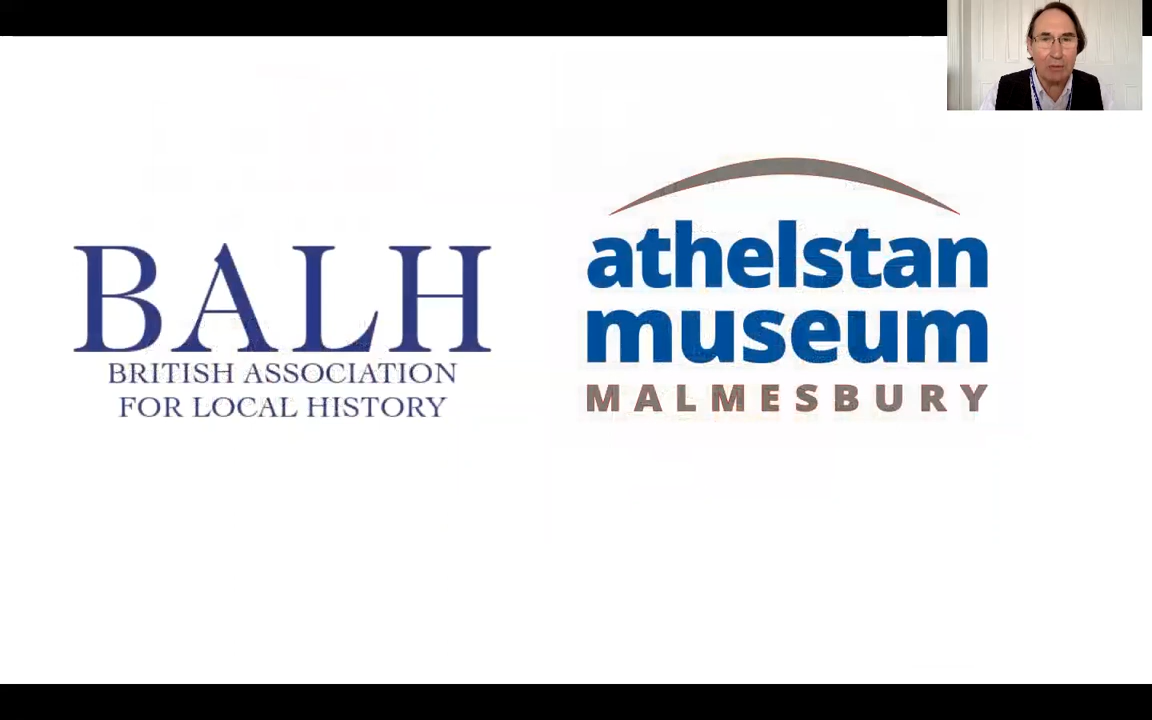 BALH
BRITISH ASSOCIATION
FOR LOCAL HISTORY
athelstan
museum
MALMESBURY